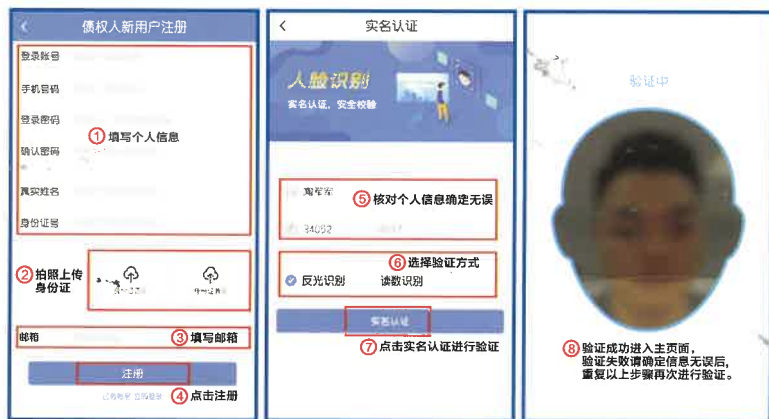 债权人新用户注册
登录账号
手机号码
登录密码
①填写个人信息
确认密码
真实姓名
身份证号
②拍照上传
身份证
邮箱
③填写邮箱
注册
④点击注册
实名认证
人脸识别
实名认证，安全校验
⑤核对个人信息确定无误
34052
⑥选择验证方式
反光识别
读数识别
实名认证
⑦点击实名认证进行验证
验证中
⑧验证成功进入主页面，
验证失败请确定信息无误后，
重复以上步骤再次进行验证。